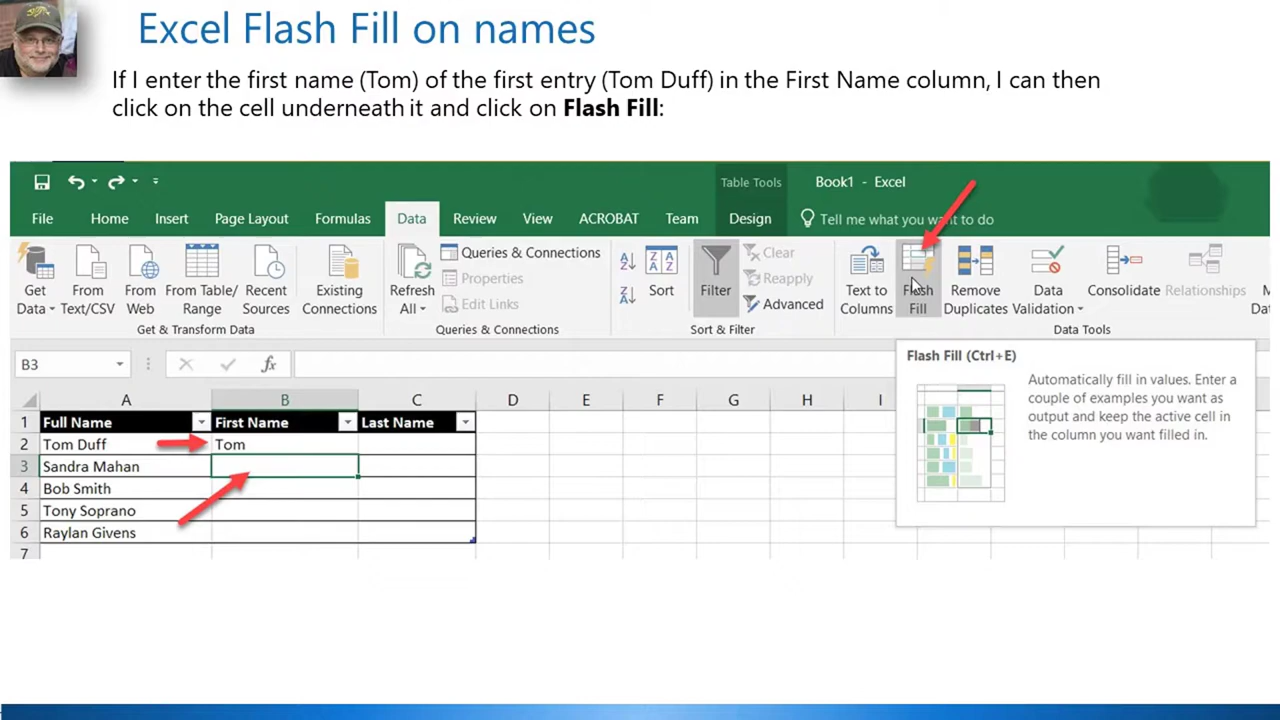 Excel Flash Fill on names
If I enter the first name (Tom) of the first entry (Tom Duff) in the First Name column, I can then
click on the cell underneath it and click on Flash Fill:
Table Tools
Book1 - Excel
File Home Insert Page Layout Formulas Data Review View ACROBAT Team Design Tell me what you want to do
Get Data
From Text/CSV
From Web
From Table/ Range
Recent Sources
Existing Connections
Get & Transform Data
Refresh All
Queries & Connections
Properties
Edit Links
Queries & Connections
Sort
Filter
Clear
Reapply
Advanced
Sort & Filter
Text to Columns
Flash Fill
Remove Duplicates
Data Validation
Consolidate
Relationships
Data Tools
B3 fx
Flash Fill (Ctrl+E)
Automatically fill in values. Enter a
couple of examples you want as
output and keep the active cell in
the column you want filled in.
A B C D E F G H I
1 Full Name First Name Last Name
2 Tom Duff Tom
3 Sandra Mahan
4 Bob Smith
5 Tony Soprano
6 Raylan Givens
7